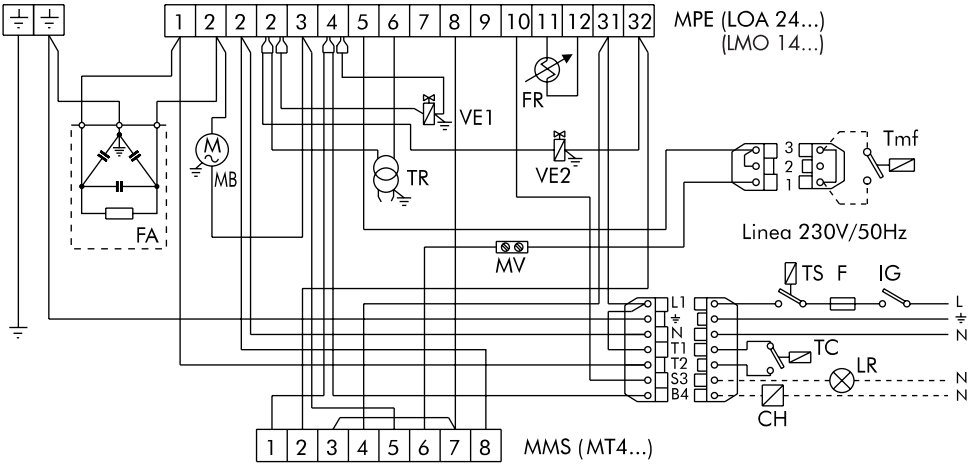 1 2 2 2 3 4 5 6 7 8 9 10 11 12 31 32 MPE (LOA 24...)
(LMO 14...)
FR
VE1
M
~
MB
TR
VE2
3
2
1
Tmf
FA
Linea 230V/50Hz
MV
TS F IG
L1 L
N N
T1
TC
T2
LR
S3 N
B4 N
CH
1 2 3 4 5 6 7 8 MMS (MT4...)